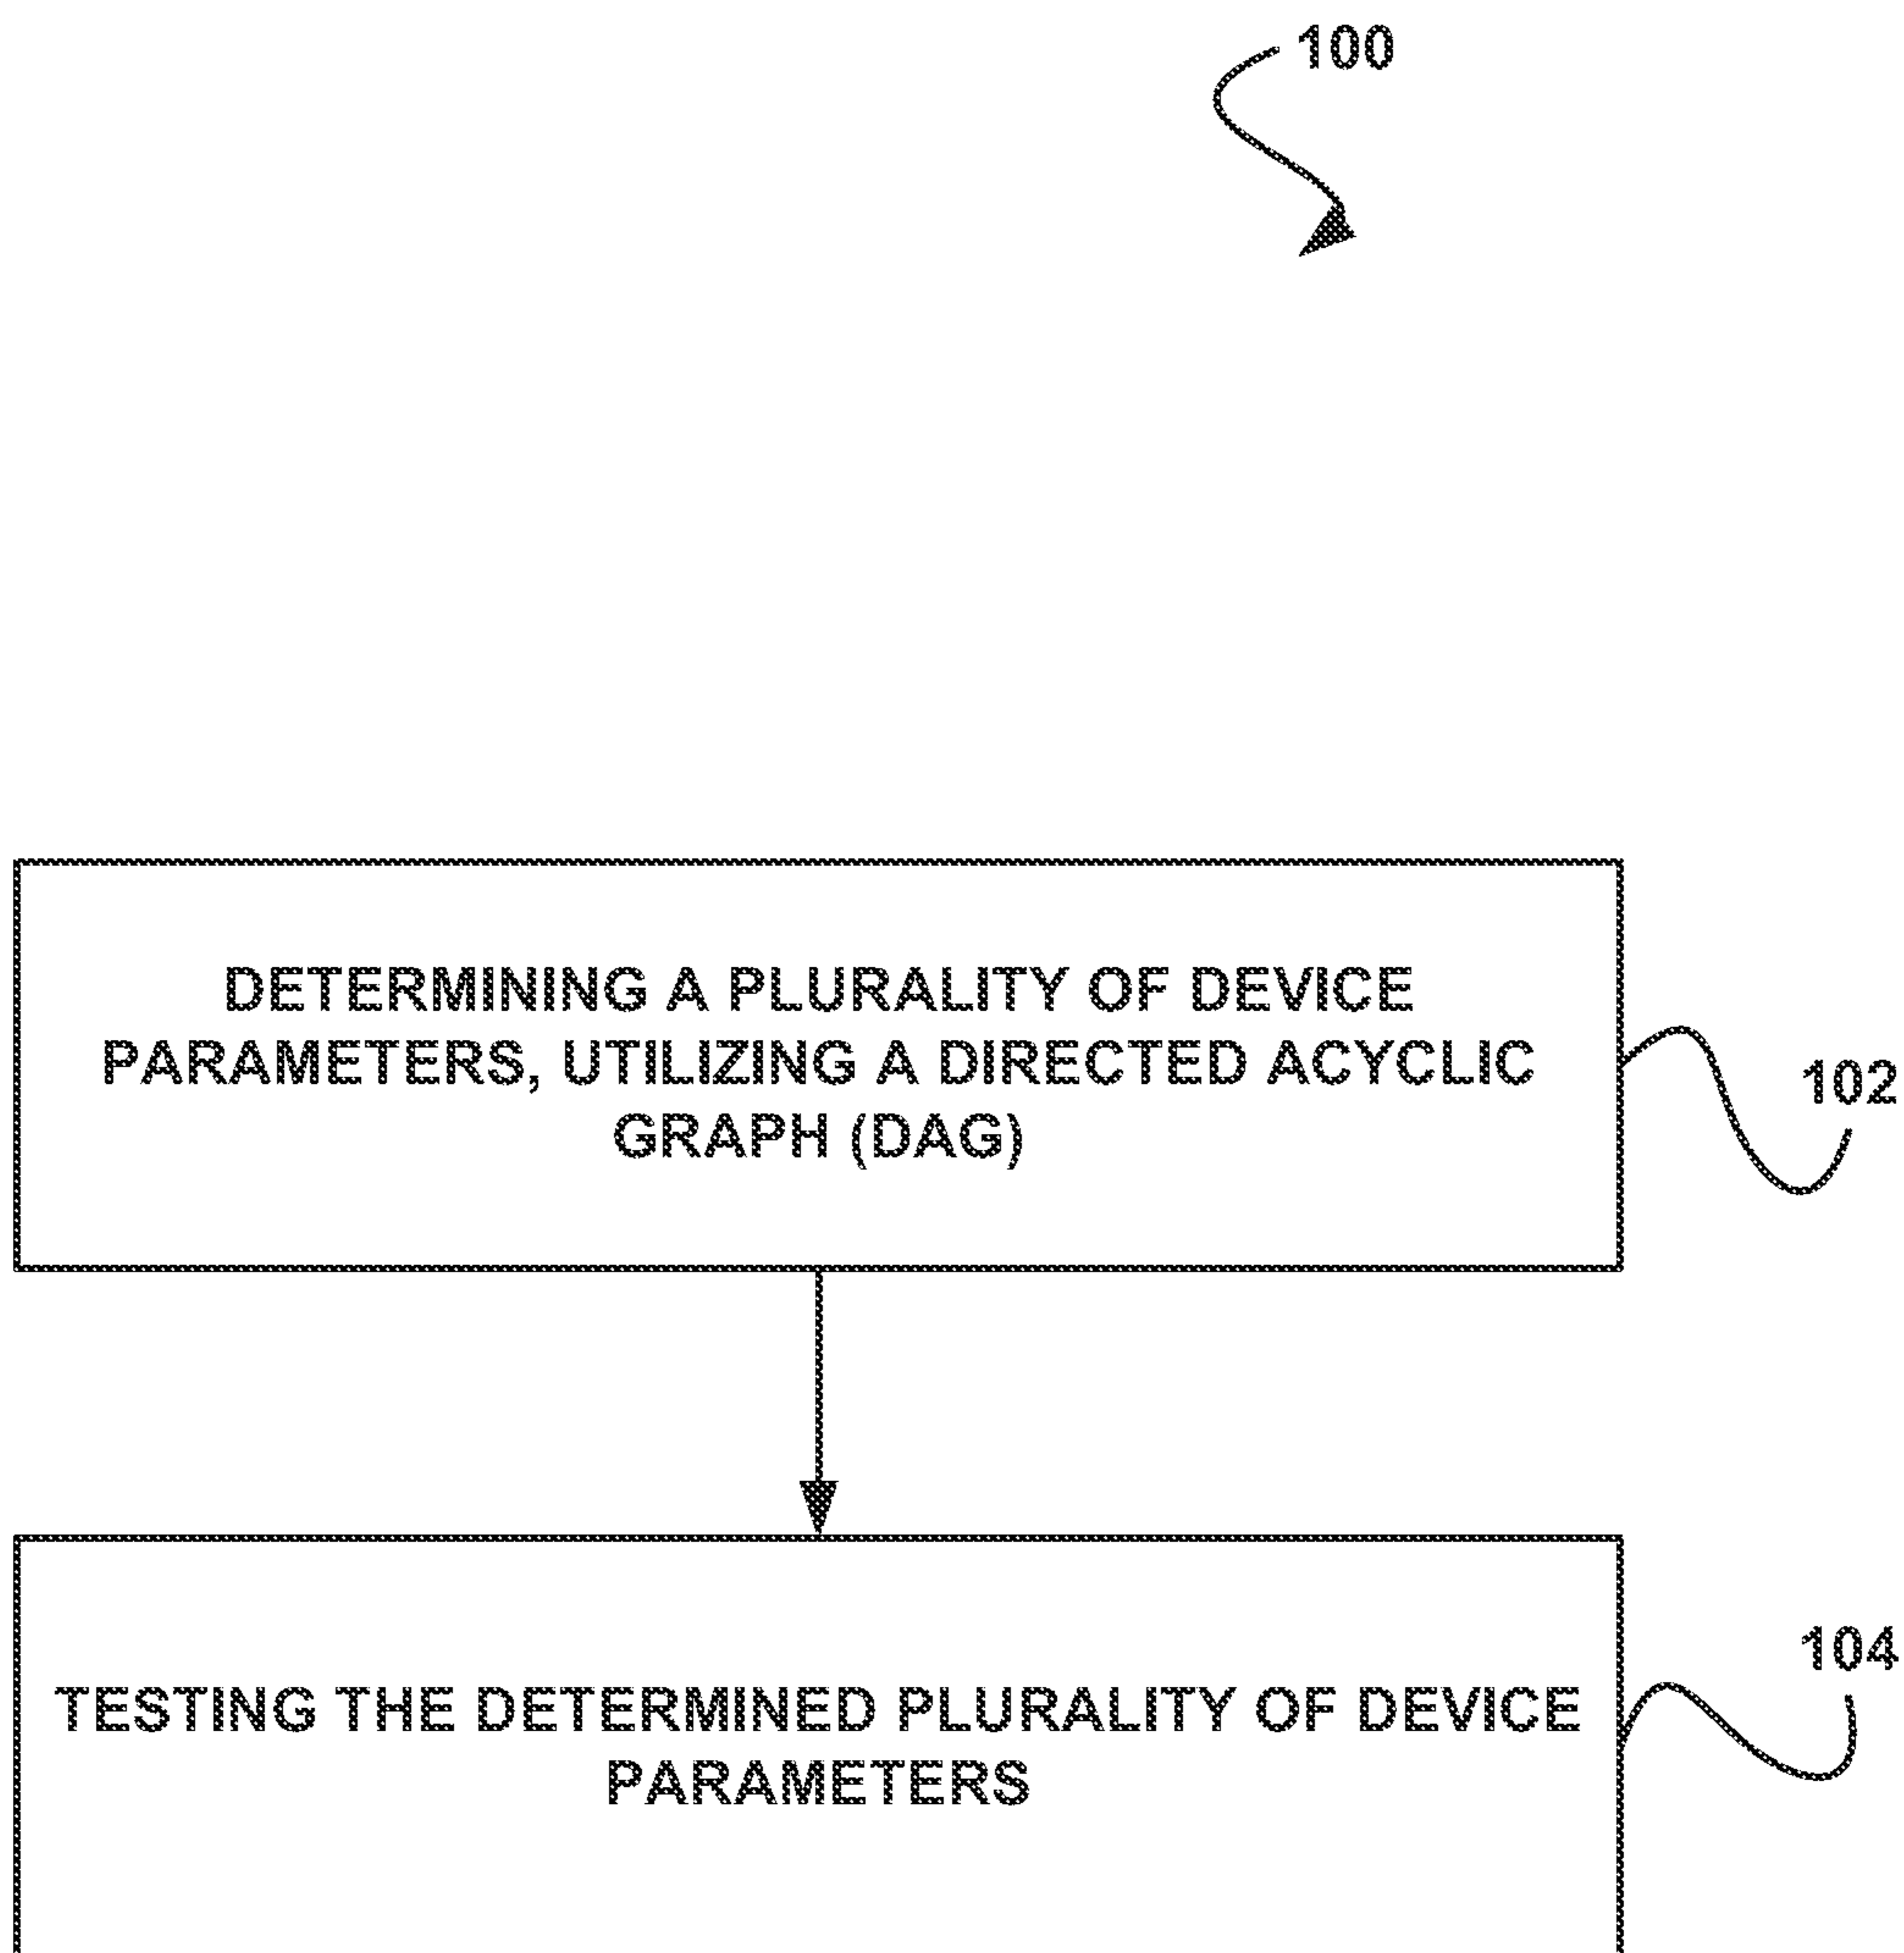 100
DETERMINING A PLURALITY OF DEVICE
PARAMETERS, UTILIZING A DIRECTED ACYCLIC
GRAPH (DAG)
102
TESTING THE DETERMINED PLURALITY OF DEVICE
PARAMETERS
104